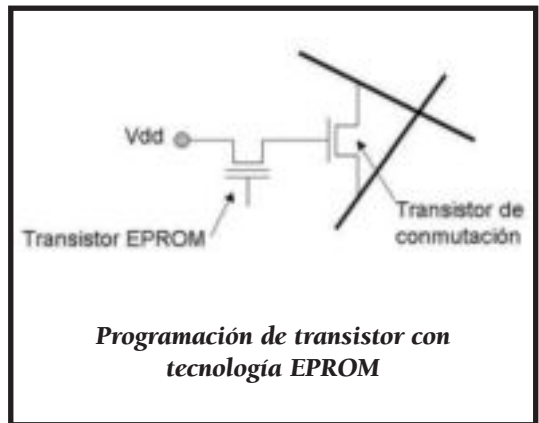 Vdd
Transistor EPROM
Transistor de
conmutación
Programación de transistor con
tecnología EPROM